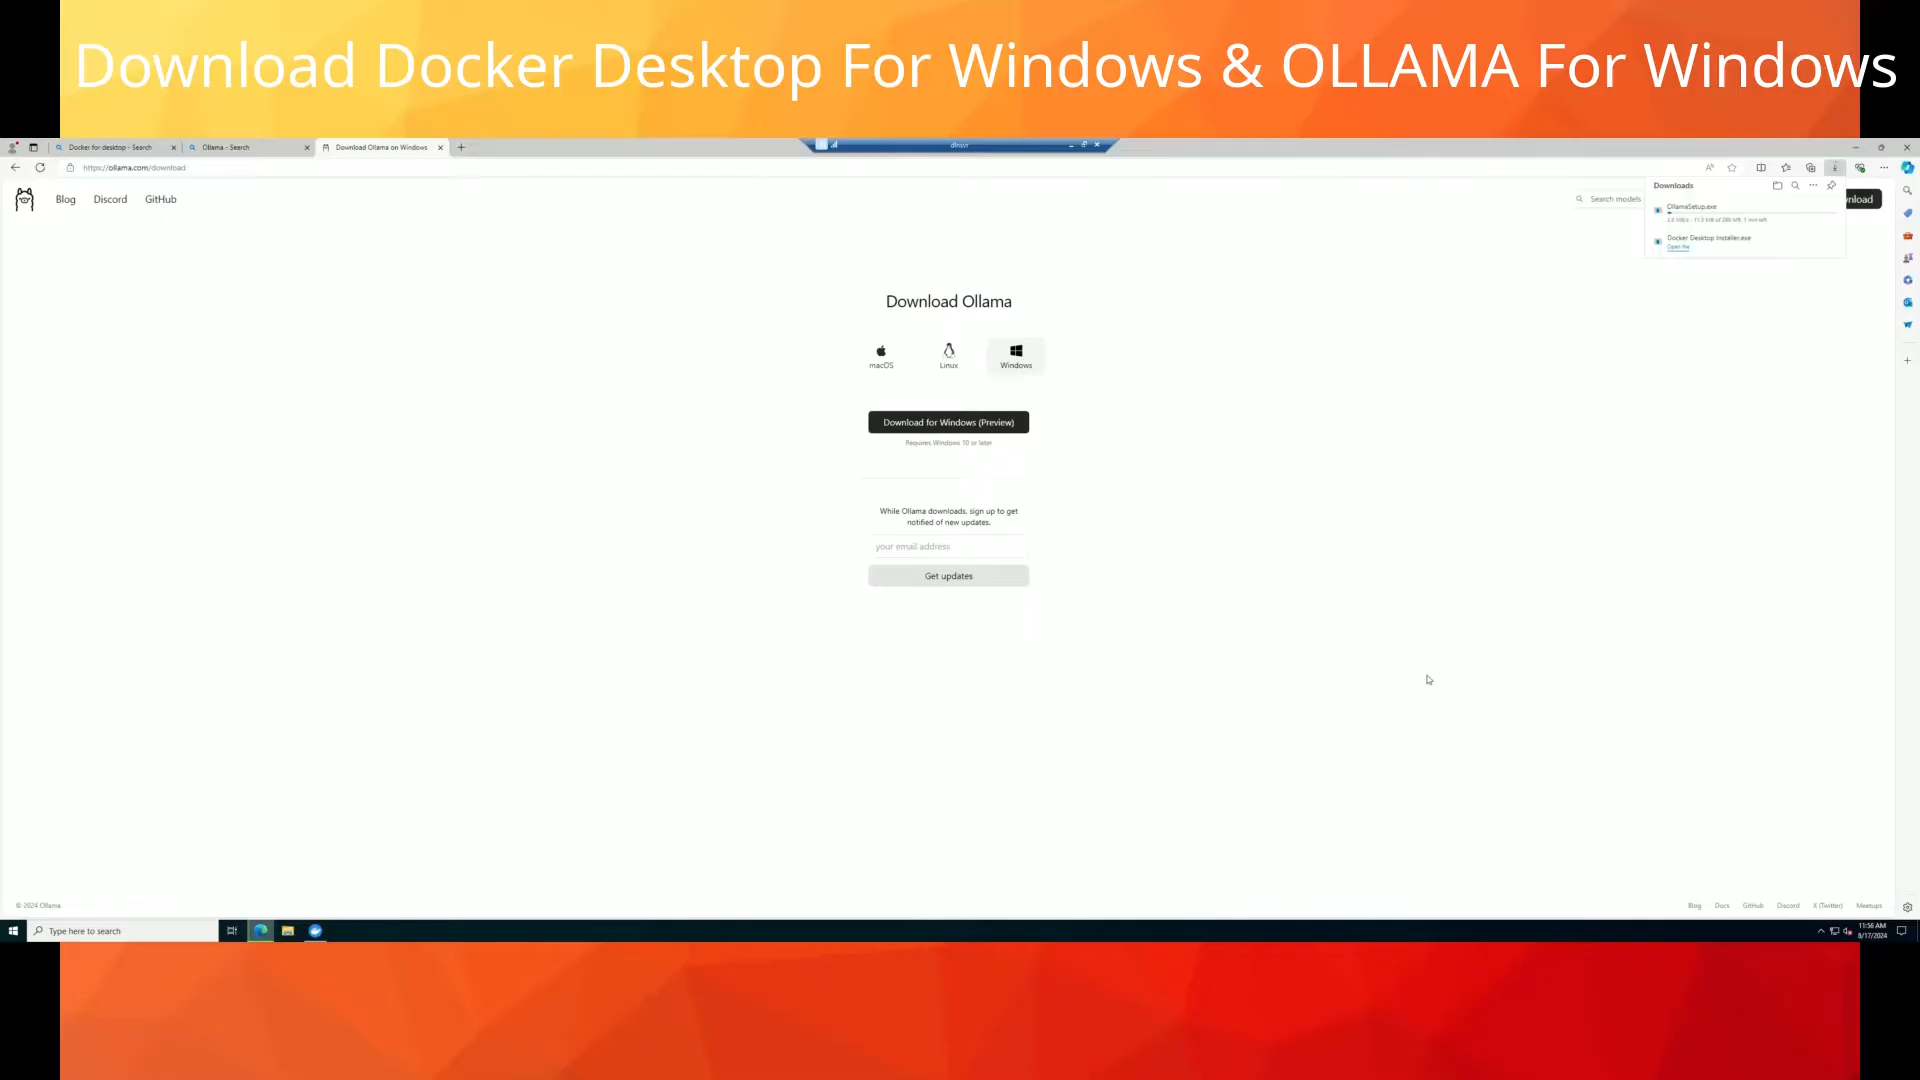 Download Docker Desktop For Windows & OLLAMA For Windows
Docker for desktop - Search
Ollama - Search
Download Ollama on Windows
https://ollama.com/download
Downloads
Blog
Discord
GitHub
Search models
nload
OllamaSetup.exe
Docker Desktop Installer.exe
Open file
Download Ollama
macOS
Linux
Windows
Download for Windows (Preview)
Requires Windows 10 or later
While Ollama downloads, sign up to get
notified of new updates.
your email address
Get updates
© 2024 Ollama
Blog
Docs
GitHub
Discord
X (Twitter)
Meetups
Type here to search
11:56 AM
8/17/2024